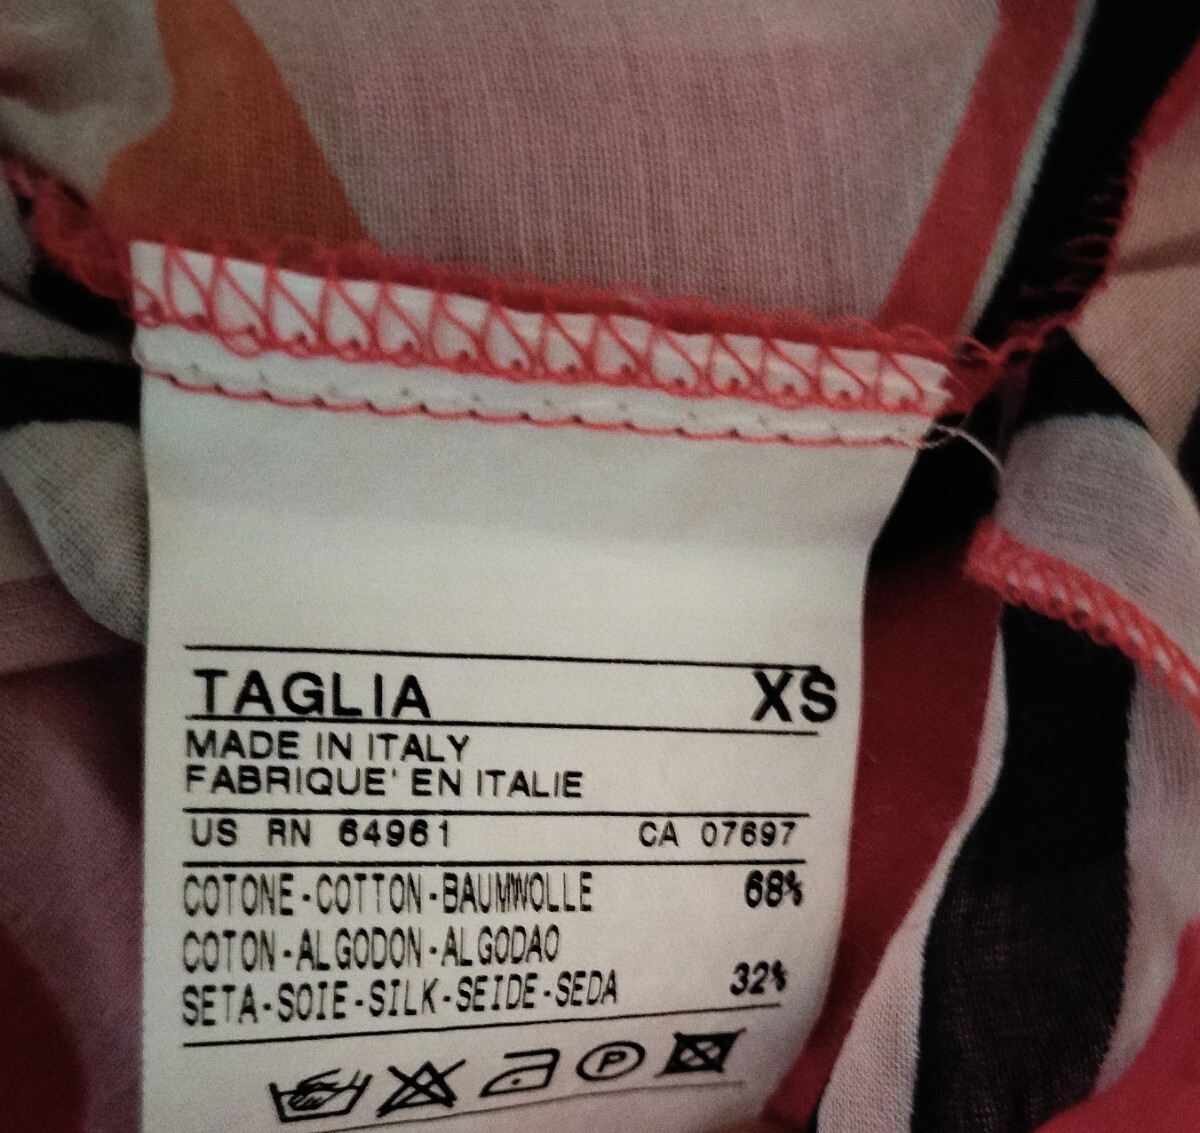 TAGLIA XS
MADE IN ITALY
FABRIQUE' EN ITALIE
US RN 64961 CA 07697
COTONE-COTTON-BAUMWOLLE 68%
COTON-ALGODON-ALGODAO
SETA-SOIE-SILK-SEIDE-SEDA 32%
P